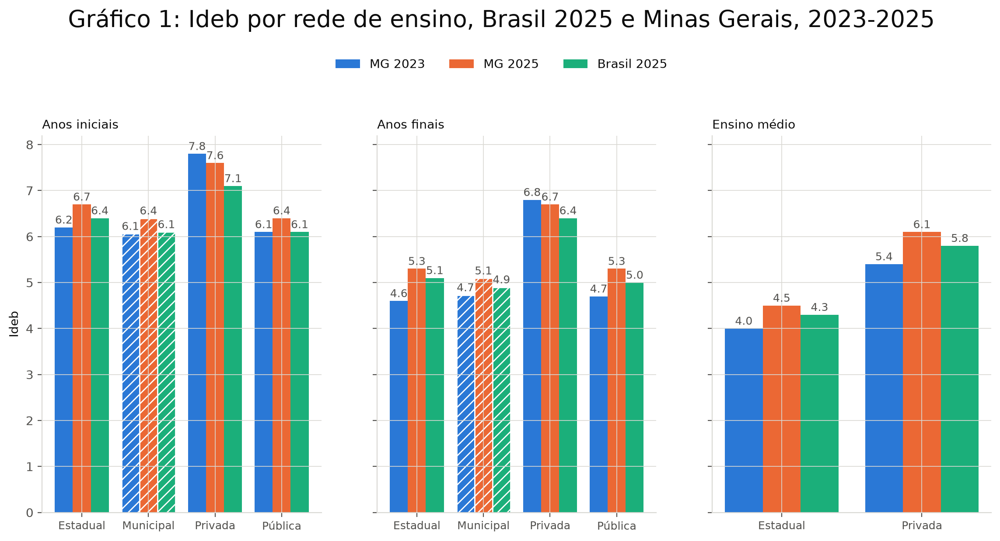 Gráfico 1: Ideb por rede de ensino, Brasil 2025 e Minas Gerais, 2023-2025
MG 2023 MG 2025 Brasil 2025
Anos iniciais
Ideb
8
7
6
5
4
3
2
1
0
6.2 6.7 6.4
6.1 6.4 6.1
7.8 7.6 7.1
6.1 6.4 6.1
Estadual Municipal Privada Pública
Anos finais
4.6 5.3 5.1
4.7 5.1 4.9
6.8 6.7 6.4
4.7 5.3 5.0
Estadual Municipal Privada Pública
Ensino médio
4.0 4.5 4.3
5.4 6.1 5.8
Estadual Privada